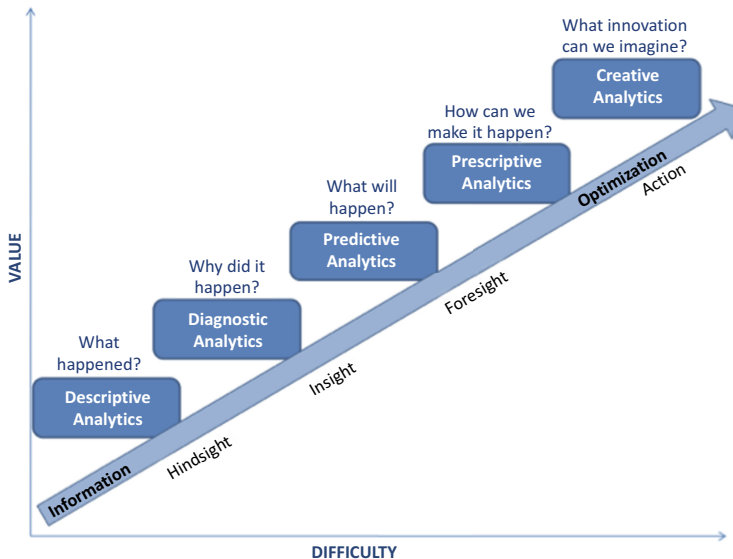 What innovation
can we imagine?
Creative
Analytics
How can we
make it happen?
Prescriptive
Analytics
What will
happen?
Predictive
Analytics
Why did it
happen?
Diagnostic
Analytics
What
happened?
Descriptive
Analytics
Information
Optimization
Hindsight
Insight
Foresight
Action
VALUE
DIFFICULTY